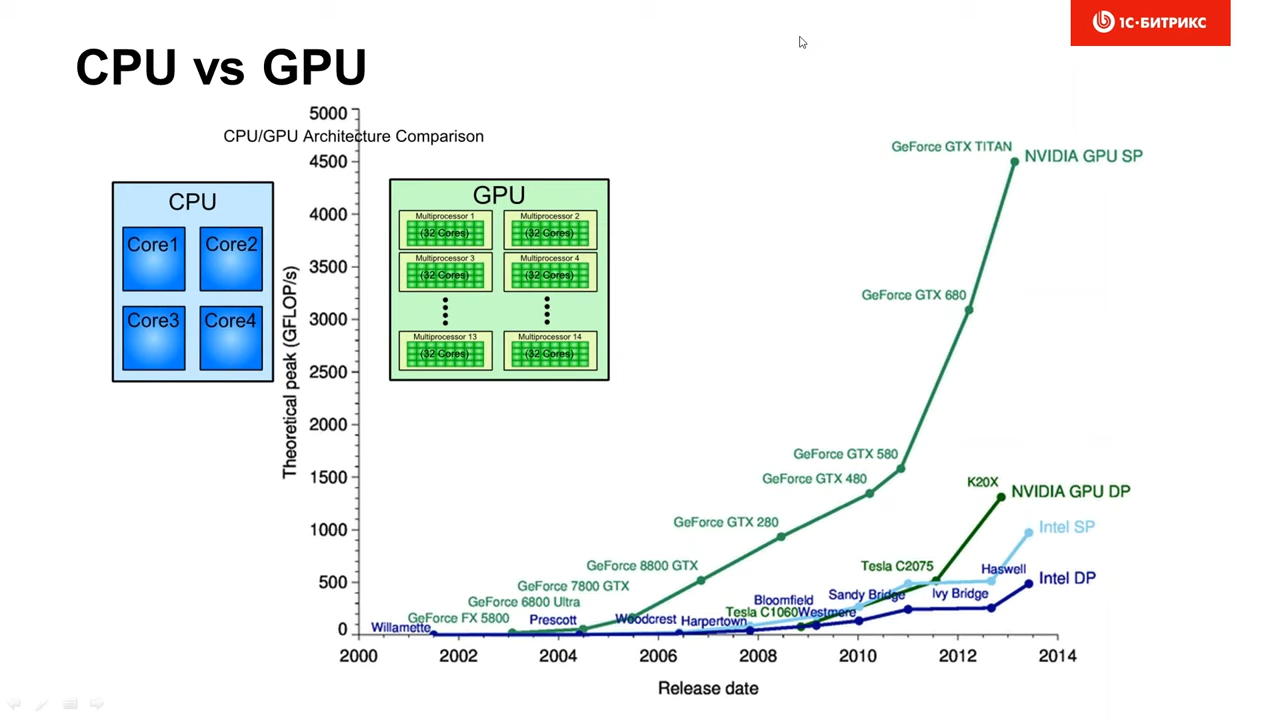 1С-БИТРИКС
CPU vs GPU
CPU/GPU Architecture Comparison
CPU
Core1
Core2
Core3
Core4
GPU
Multiprocessor 1
(32 Cores)
Multiprocessor 2
(32 Cores)
Multiprocessor 3
(32 Cores)
Multiprocessor 4
(32 Cores)
Multiprocessor 13
(32 Cores)
Multiprocessor 14
(32 Cores)
Theoretical peak (GFLOP/s)
5000
4500
4000
3500
3000
2500
2000
1500
1000
500
0
GeForce GTX TITAN
NVIDIA GPU SP
GeForce GTX 680
GeForce GTX 580
GeForce GTX 480
K20X
NVIDIA GPU DP
GeForce GTX 280
Intel SP
GeForce 8800 GTX
Tesla C2075
Haswell
Intel DP
GeForce 7800 GTX
GeForce 6800 Ultra
Bloomfield
Sandy Bridge
Ivy Bridge
GeForce FX 5800
Prescott
Woodcrest
Harpertown
Tesla C1060
Westmere
Willamette
2000
2002
2004
2006
2008
2010
2012
2014
Release date